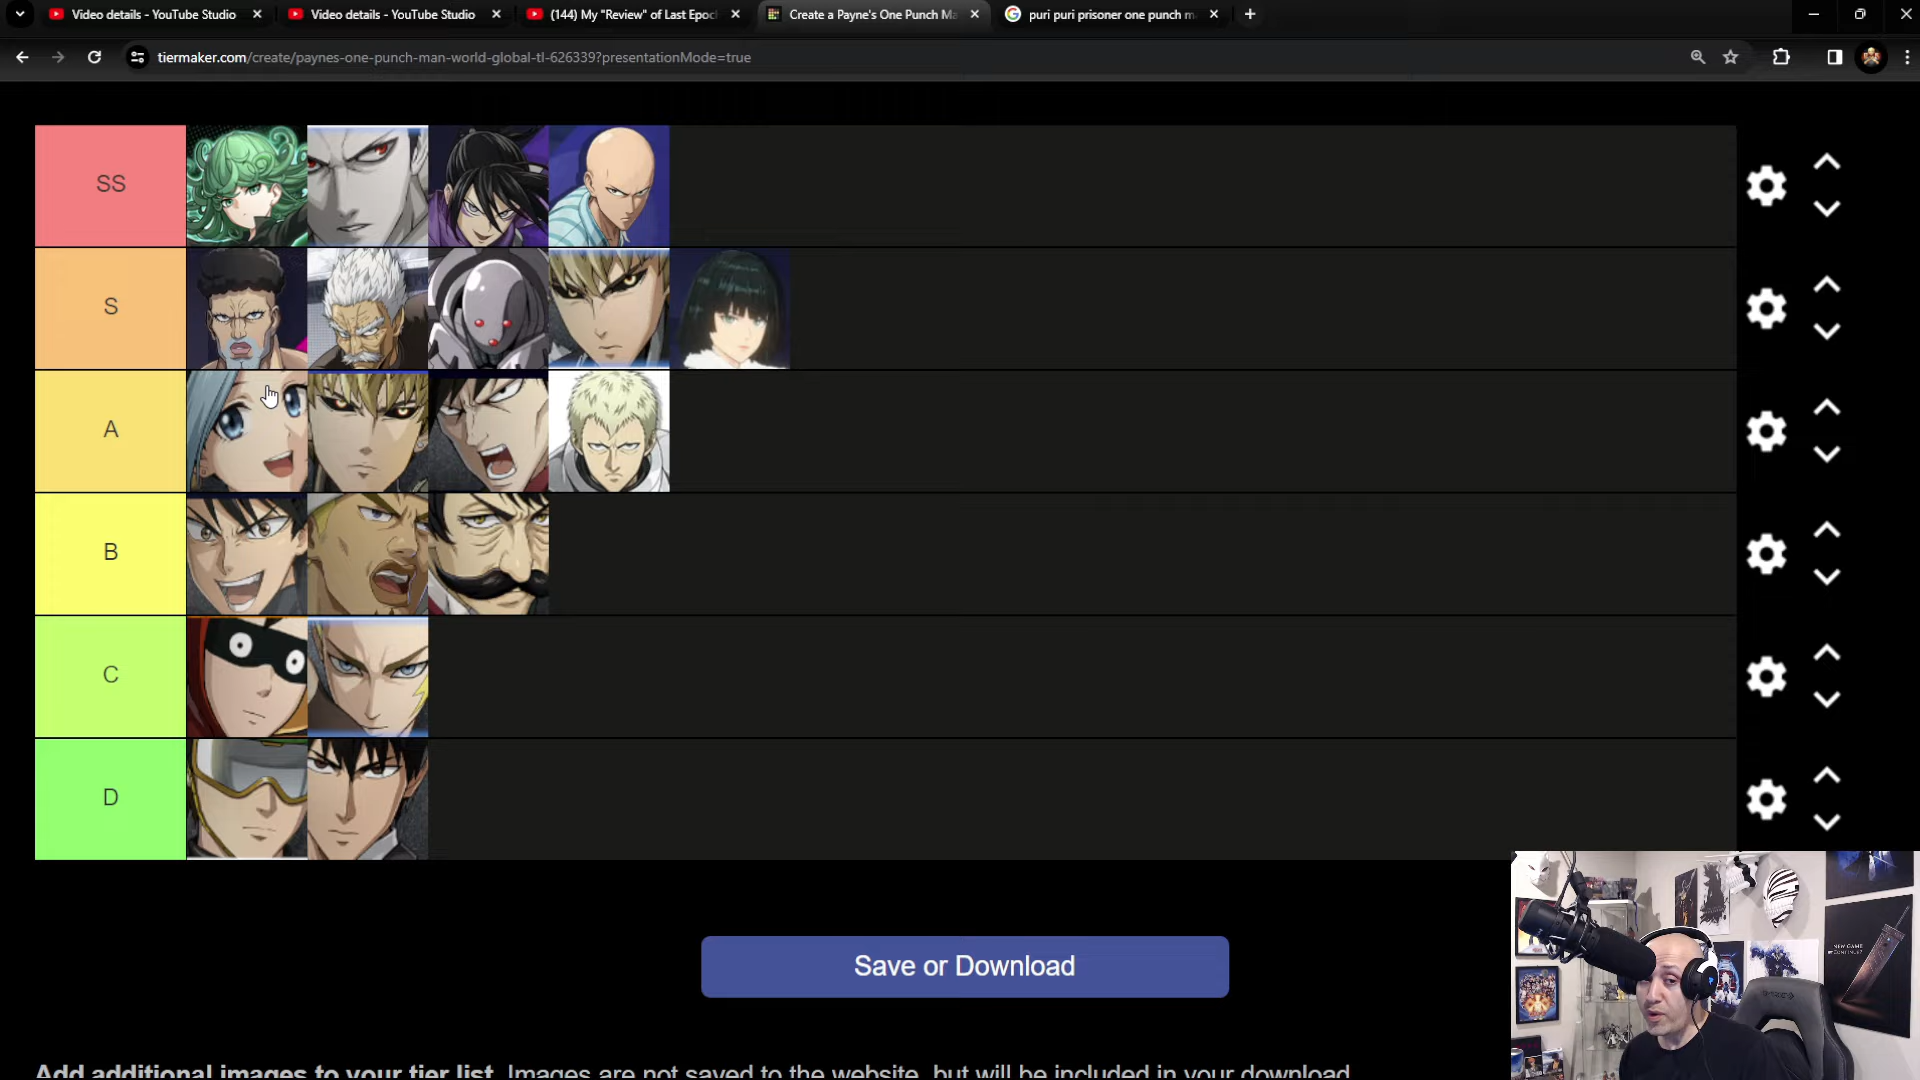 Video details - YouTube Studio
Video details - YouTube Studio
(144) My "Review" of Last Epoc
Create a Payne's One Punch Ma
puri puri prisoner one punch m
tiermaker.com/create/paynes-one-punch-man-world-global-tl-626339?presentationMode=true
SS
S
A
B
C
D
Save or Download
NEW GAME
CONTINUE?
Add additional images to your tier list. Images are not saved to the website, but will be included in your download.